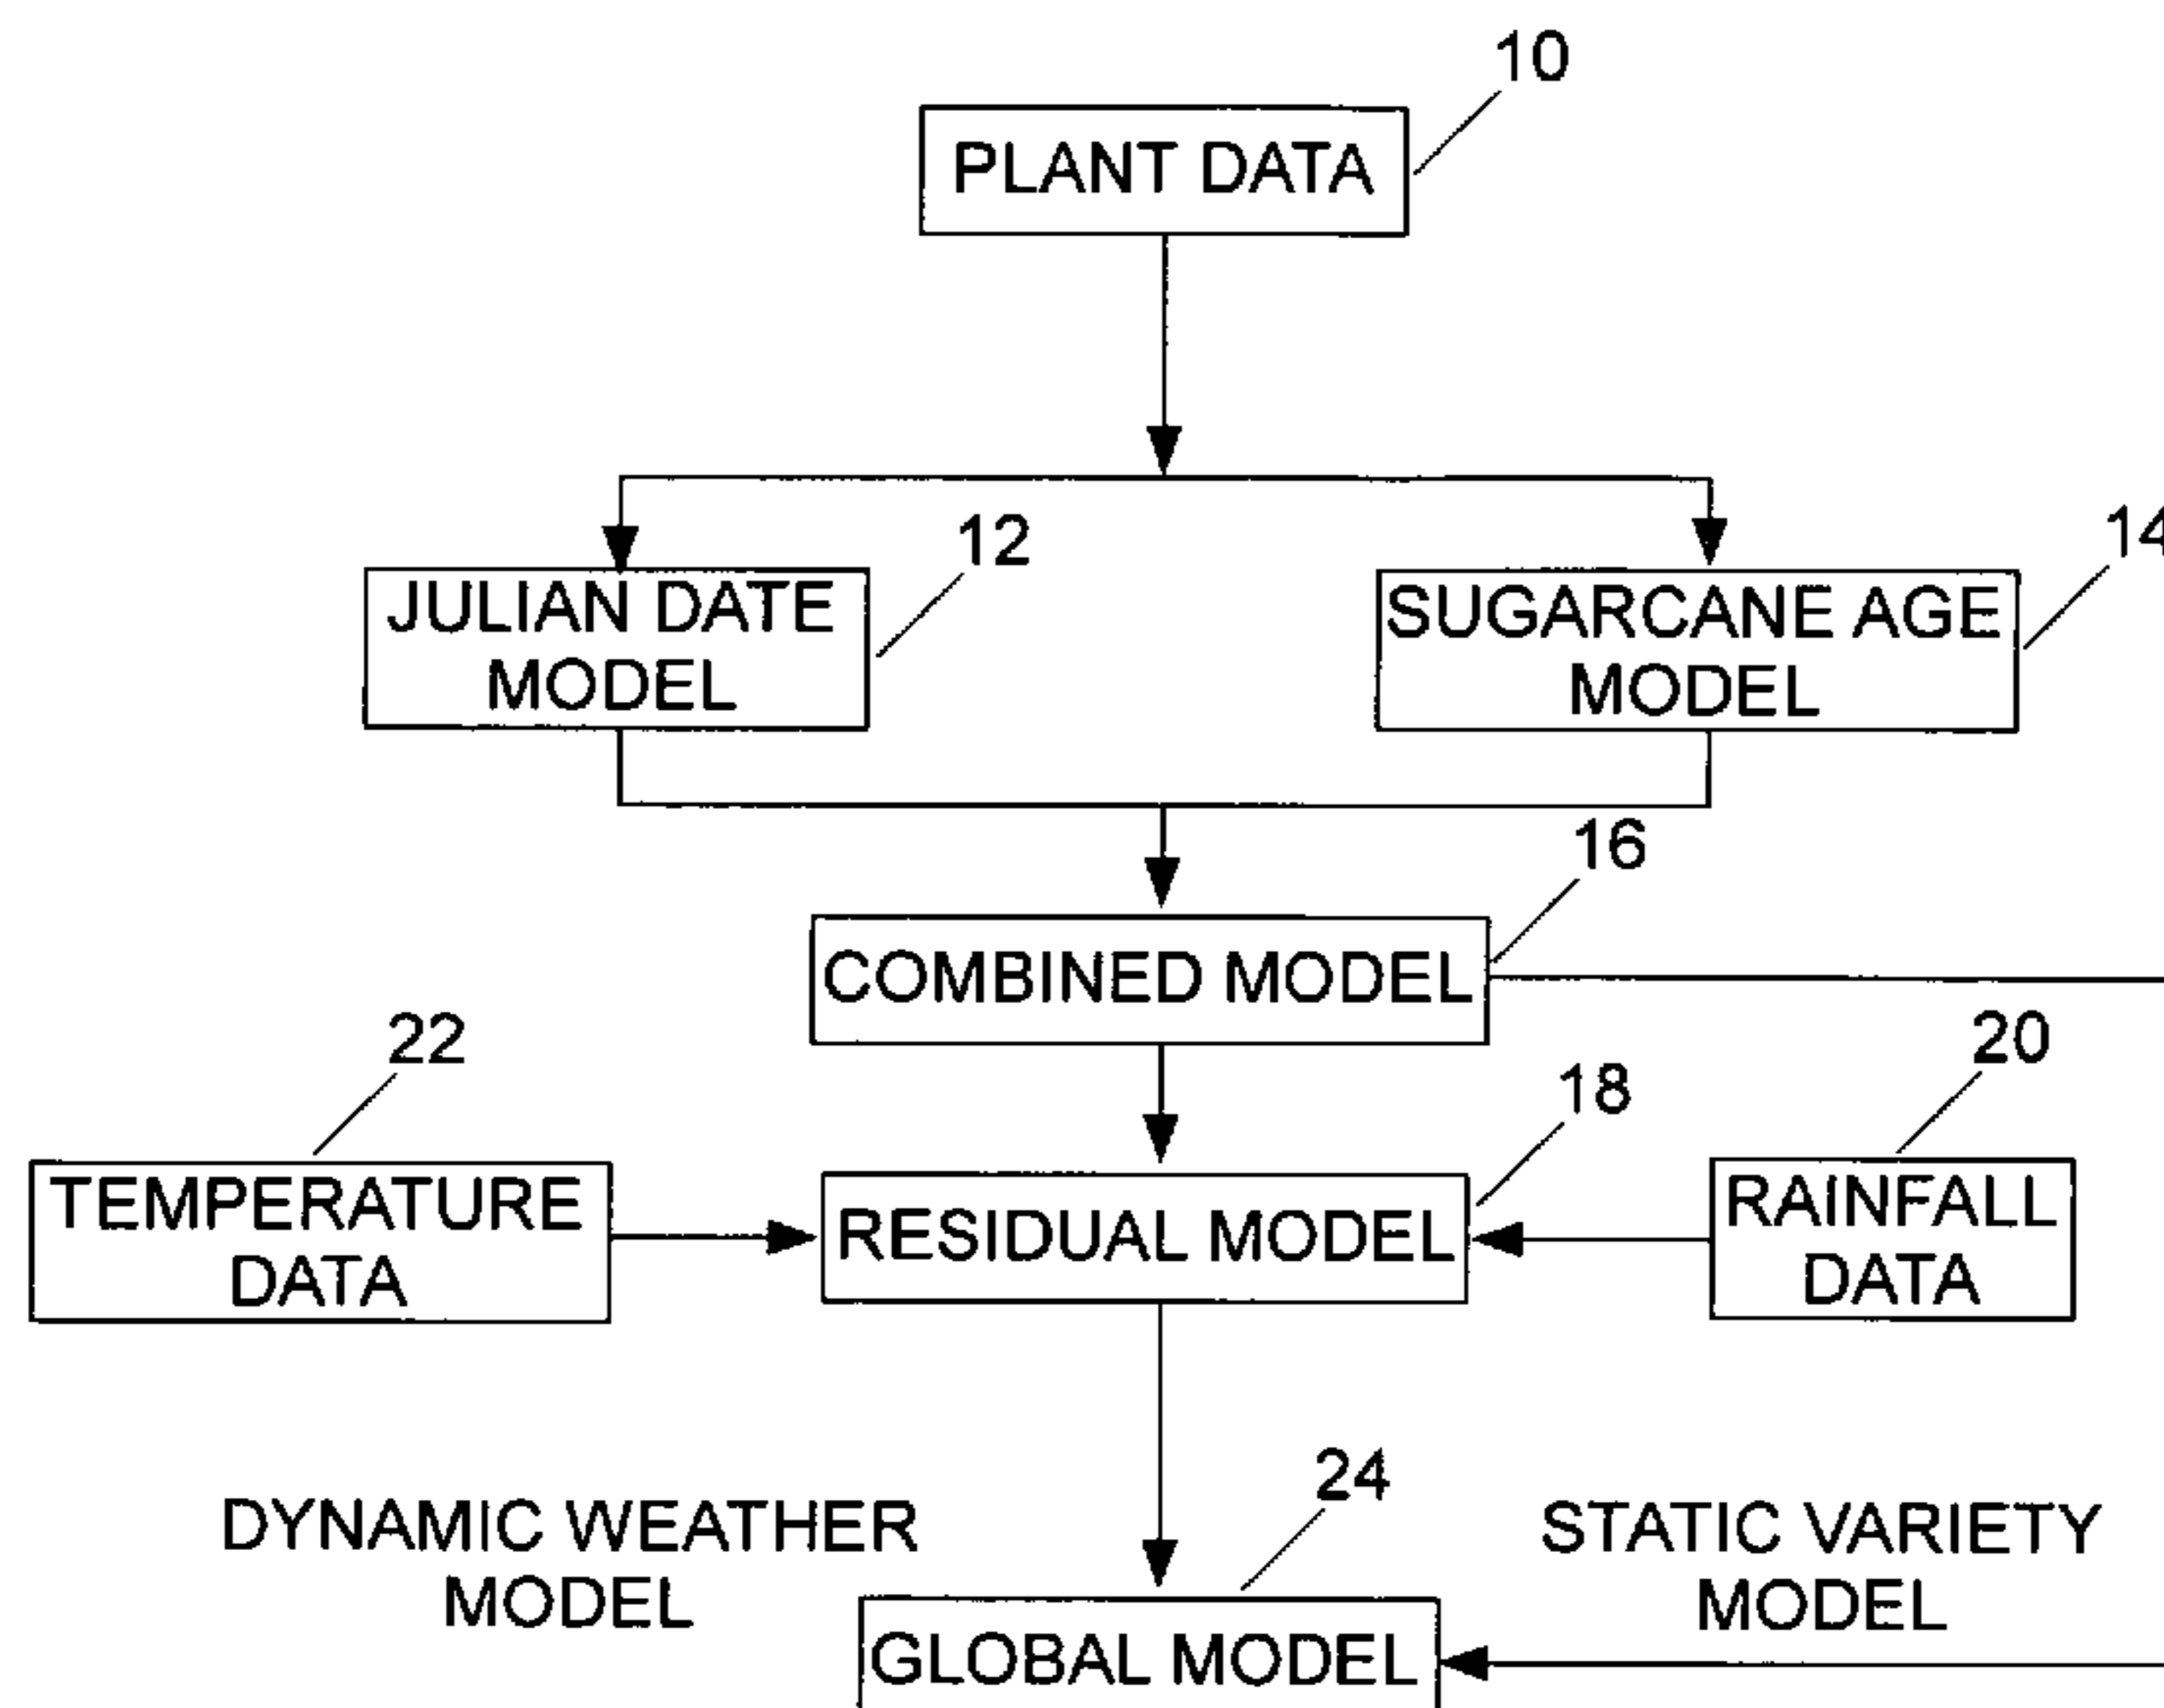 10
PLANT DATA
12
14
JULIAN DATE
MODEL
SUGARCANE AGE
MODEL
16
COMBINED MODEL
22
20
18
TEMPERATURE
DATA
RESIDUAL MODEL
RAINFALL
DATA
24
DYNAMIC WEATHER
MODEL
STATIC VARIETY
MODEL
GLOBAL MODEL